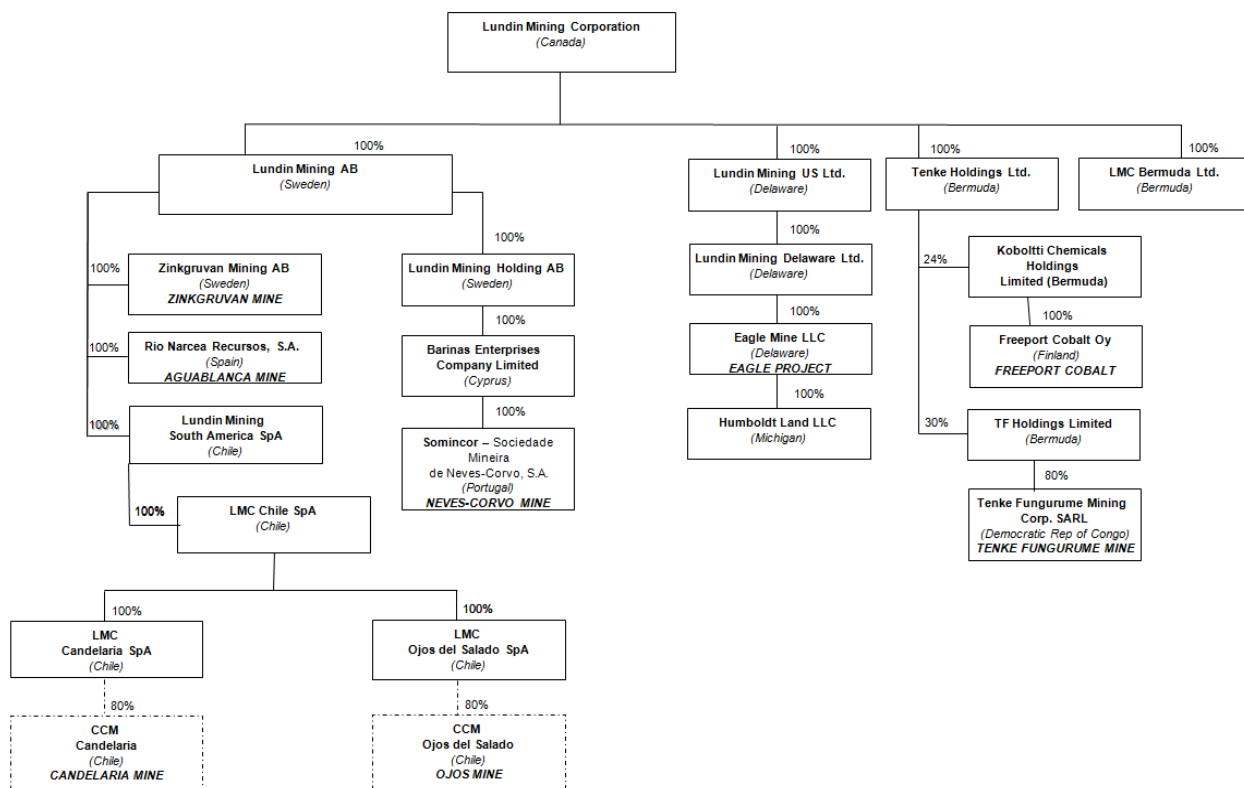 Lundin Mining Corporation
(Canada)
100%
Lundin Mining AB
(Sweden)
100%
Lundin Mining US Ltd.
(Delaware)
100%
Tenke Holdings Ltd.
(Bermuda)
100%
LMC Bermuda Ltd.
(Bermuda)
100%
Zinkgruvan Mining AB
(Sweden)
ZINKGRUVAN MINE
100%
Lundin Mining Holding AB
(Sweden)
100%
Lundin Mining Delaware Ltd.
(Delaware)
24%
Koboltti Chemicals
Holdings
Limited (Bermuda)
100%
Rio Narcea Recursos, S.A.
(Spain)
AGUABLANCA MINE
100%
Barinas Enterprises
Company Limited
(Cyprus)
100%
Eagle Mine LLC
(Delaware)
EAGLE PROJECT
100%
Freeport Cobalt Oy
(Finland)
FREEPORT COBALT
100%
Lundin Mining
South America SpA
(Chile)
100%
Somincor – Sociedade
Mineira
de Neves-Corvo, S.A.
(Portugal)
NEVES-CORVO MINE
100%
Humboldt Land LLC
(Michigan)
30%
TF Holdings Limited
(Bermuda)
80%
Tenke Fungurume Mining
Corp. SARL
(Democratic Rep of Congo)
TENKE FUNGURUME MINE
100%
LMC Chile SpA
(Chile)
100%
LMC
Candelaria SpA
(Chile)
100%
LMC
Ojos del Salado SpA
(Chile)
80%
CCM
Candelaria
(Chile)
CANDELARIA MINE
80%
CCM
Ojos del Salado
(Chile)
OJOS MINE